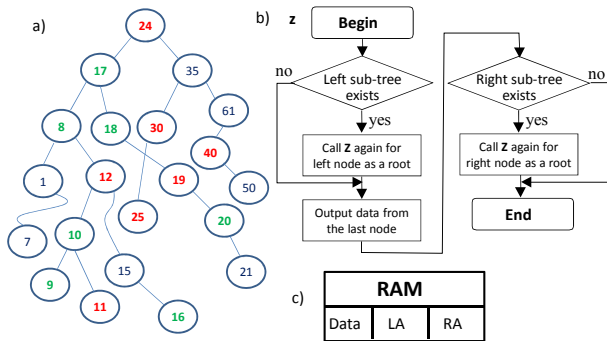 a)
24
17
35
8
18
30
61
1
12
19
40
50
7
10
25
20
9
15
21
11
16
b)
z
Begin
no
Left sub-tree
exists
yes
Call Z again for
left node as a root
Output data from
the last node
Right sub-tree
exists
no
yes
Call Z again for
right node as a root
End
c)
RAM
Data LA RA